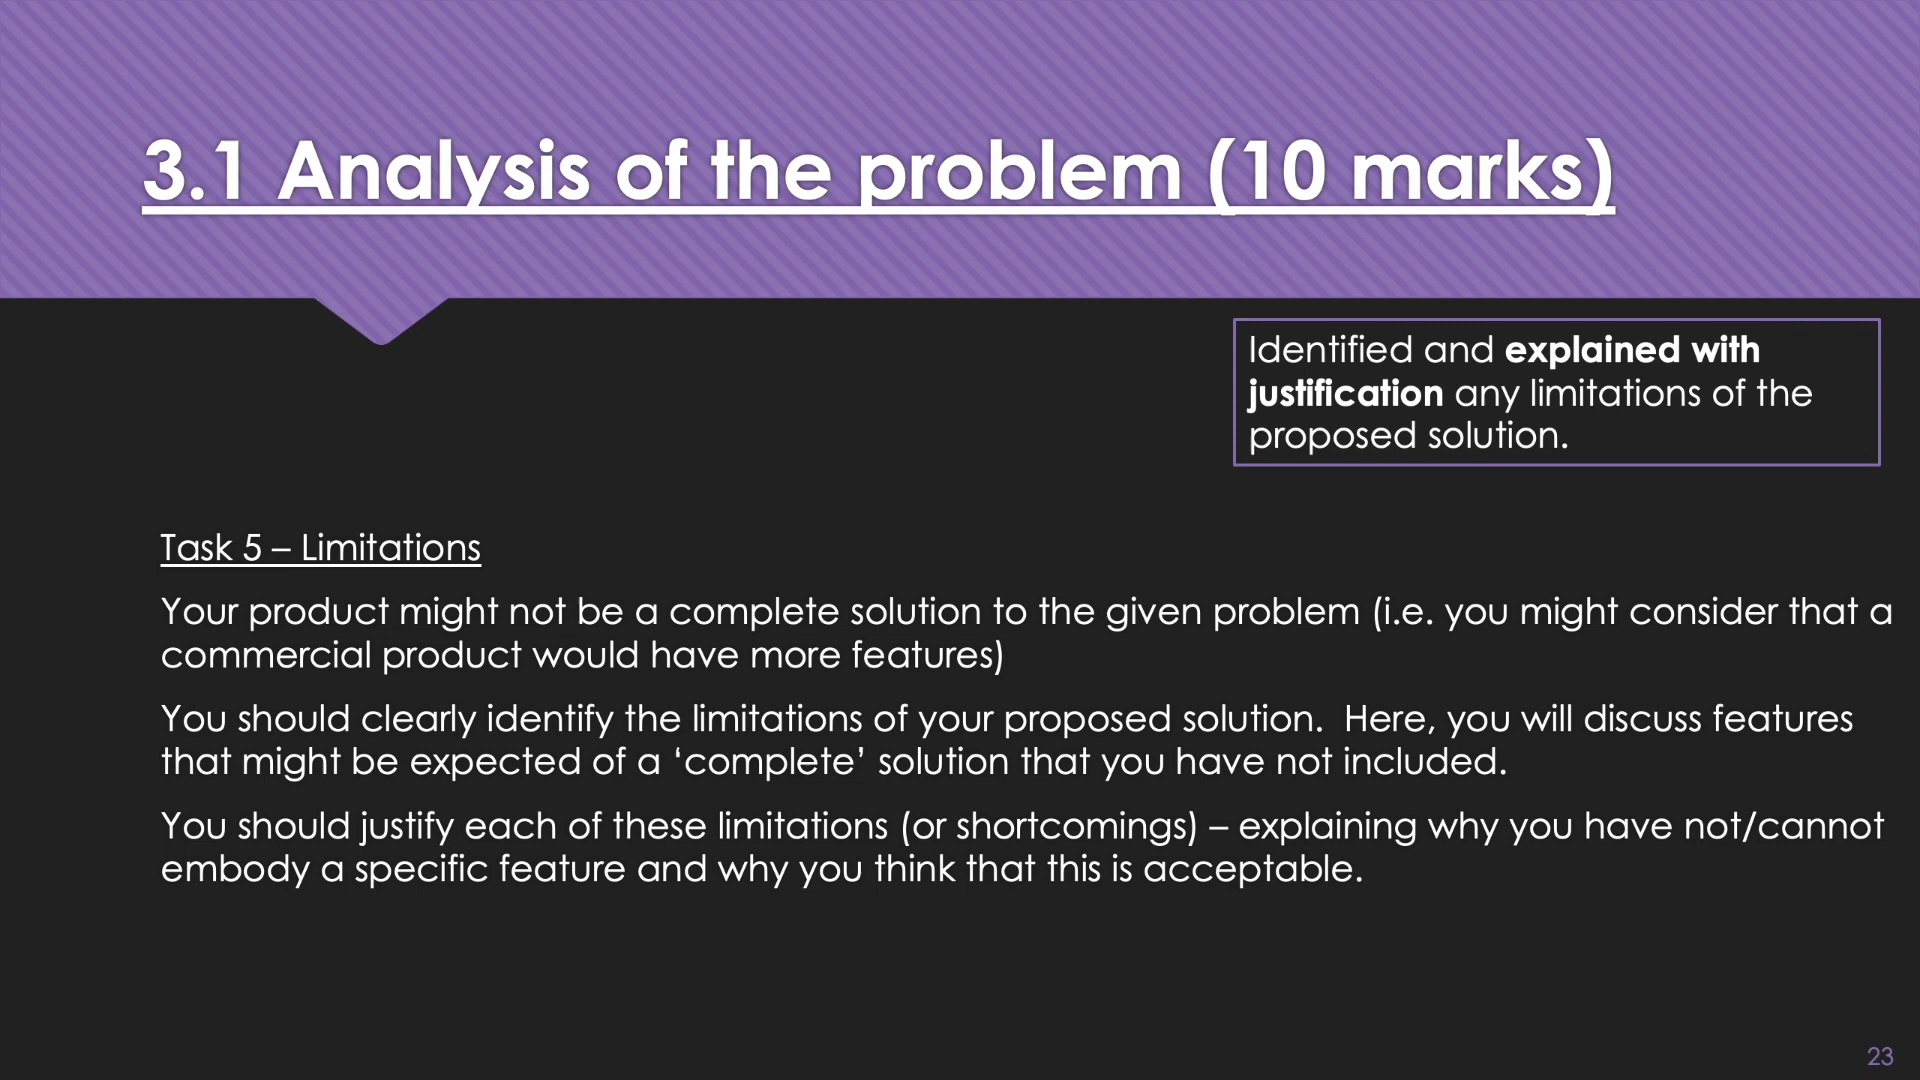 3.1 Analysis of the problem (10 marks)
Identified and explained with
justification any limitations of the
proposed solution.
Task 5 – Limitations
Your product might not be a complete solution to the given problem (i.e. you might consider that a
commercial product would have more features)
You should clearly identify the limitations of your proposed solution.  Here, you will discuss features
that might be expected of a ‘complete’ solution that you have not included.
You should justify each of these limitations (or shortcomings) – explaining why you have not/cannot
embody a specific feature and why you think that this is acceptable.
23